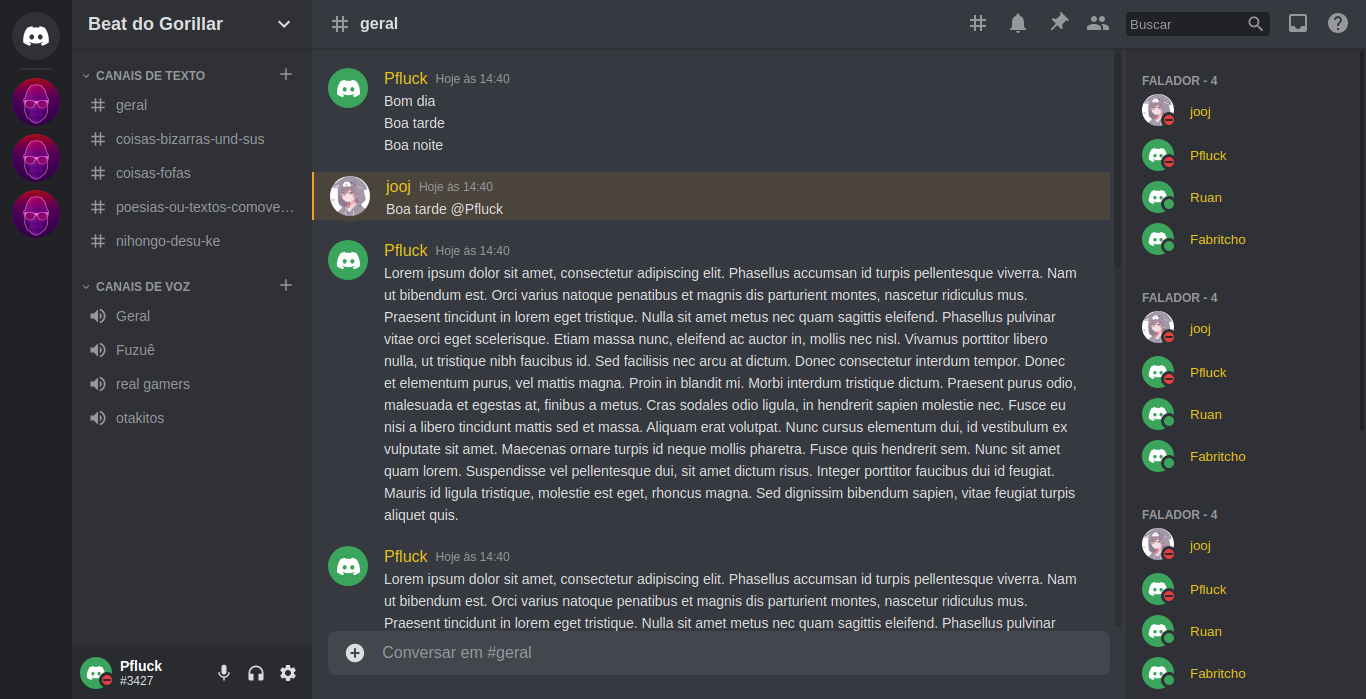 Beat do Gorillar
CANAIS DE TEXTO
geral
coisas-bizarras-und-sus
coisas-fofas
poesias-ou-textos-comove…
nihongo-desu-ke
CANAIS DE VOZ
Geral
Fuzuê
real gamers
otakitos
Pfluck
#3427
# geral
Buscar
Pfluck Hoje às 14:40
Bom dia
Boa tarde
Boa noite
jooj Hoje às 14:40
Boa tarde @Pfluck
Pfluck Hoje às 14:40
Lorem ipsum dolor sit amet, consectetur adipiscing elit. Phasellus accumsan id turpis pellentesque viverra. Nam
ut bibendum est. Orci varius natoque penatibus et magnis dis parturient montes, nascetur ridiculus mus.
Praesent tincidunt in lorem eget tristique. Nulla sit amet metus nec quam sagittis eleifend. Phasellus pulvinar
vitae orci eget scelerisque. Etiam massa nunc, eleifend ac auctor in, mollis nec nisl. Vivamus porttitor libero
nulla, ut tristique nibh faucibus id. Sed facilisis nec arcu at dictum. Donec consectetur interdum tempor. Donec
et elementum purus, vel mattis magna. Proin in blandit mi. Morbi interdum tristique dictum. Praesent purus odio,
malesuada et egestas at, finibus a metus. Cras sodales odio ligula, in hendrerit sapien molestie nec. Fusce eu
nisi a libero tincidunt mattis sed et massa. Aliquam erat volutpat. Nunc cursus elementum dui, id vestibulum ex
vulputate sit amet. Maecenas ornare turpis id neque mollis pharetra. Fusce quis hendrerit sem. Nunc sit amet
quam lorem. Suspendisse vel pellentesque dui, sit amet dictum risus. Integer porttitor faucibus dui id feugiat.
Mauris id ligula tristique, molestie est eget, rhoncus magna. Sed dignissim bibendum sapien, vitae feugiat turpis
aliquet quis.
Pfluck Hoje às 14:40
Lorem ipsum dolor sit amet, consectetur adipiscing elit. Phasellus accumsan id turpis pellentesque viverra. Nam
ut bibendum est. Orci varius natoque penatibus et magnis dis parturient montes, nascetur ridiculus mus.
Praesent tincidunt in lorem eget tristique. Nulla sit amet metus nec quam sagittis eleifend. Phasellus pulvinar
Conversar em #geral
FALADOR - 4
jooj
Pfluck
Ruan
Fabritcho
FALADOR - 4
jooj
Pfluck
Ruan
Fabritcho
FALADOR - 4
jooj
Pfluck
Ruan
Fabritcho